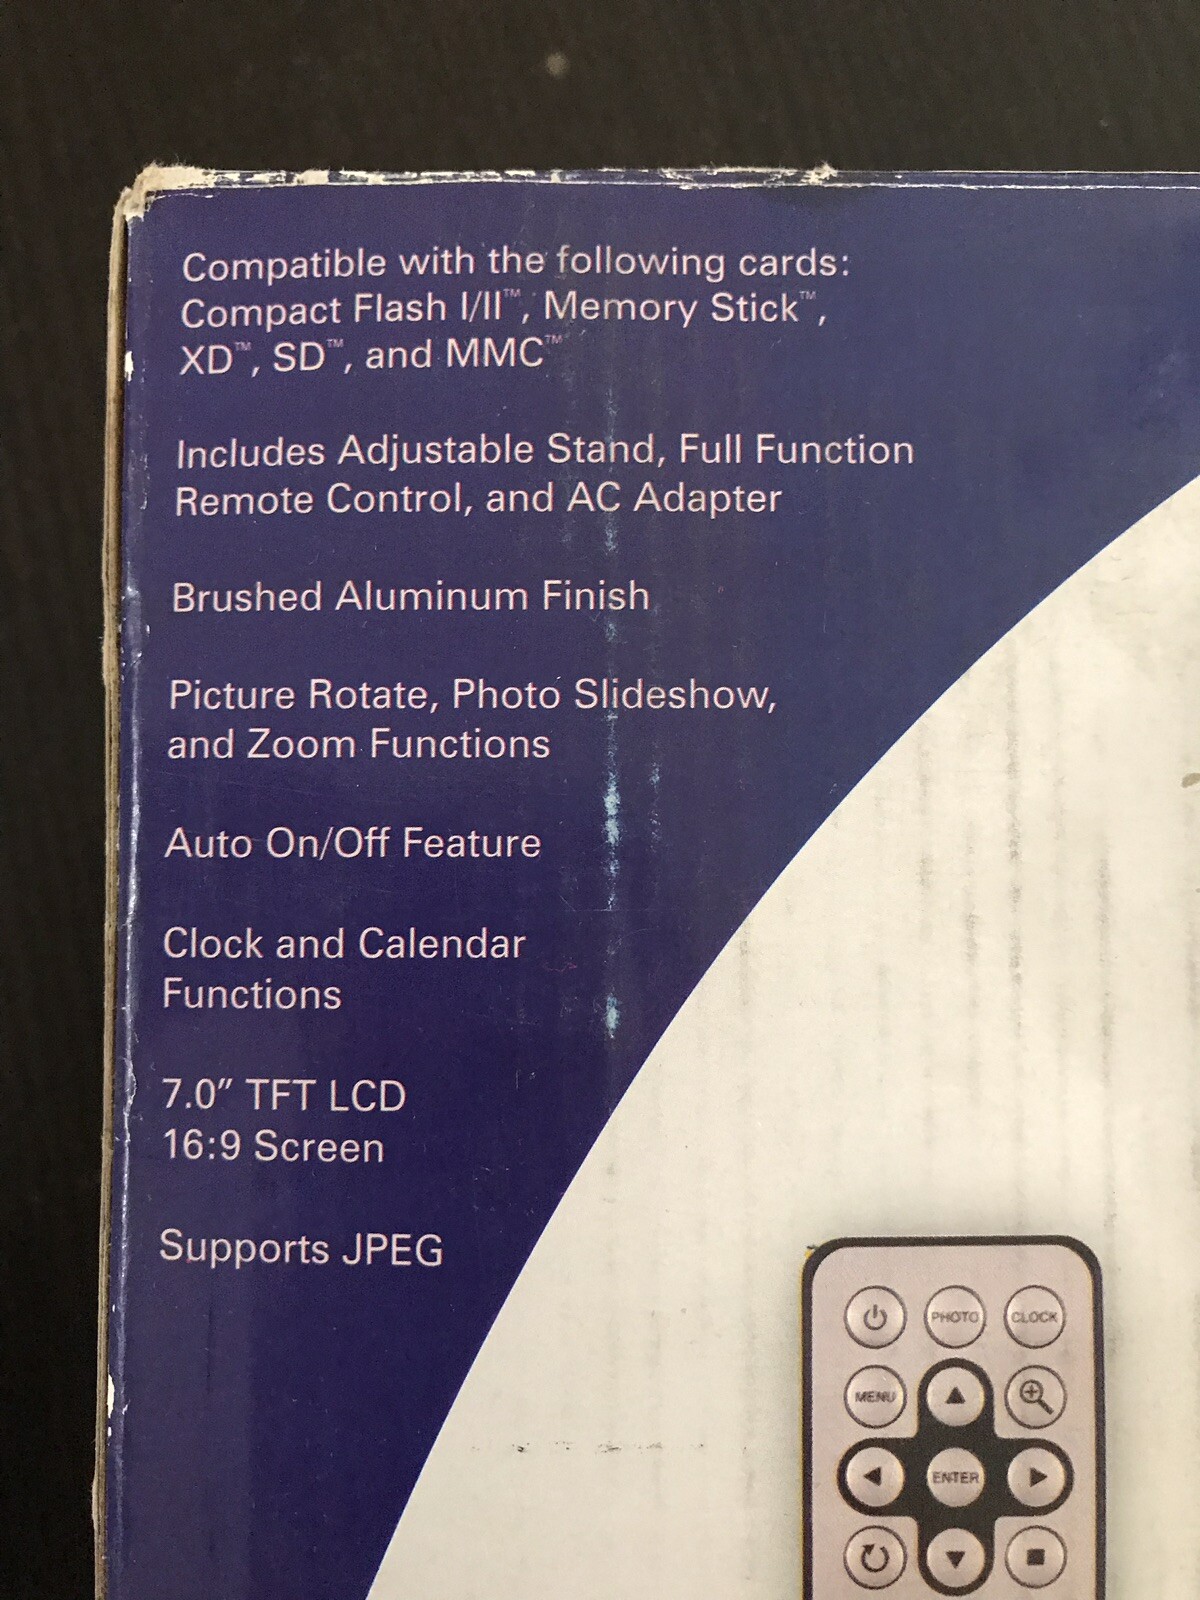 Compatible with the following cards:
Compact Flash I/II™, Memory Stick™,
XD™, SD™, and MMC™
Includes Adjustable Stand, Full Function
Remote Control, and AC Adapter
Brushed Aluminum Finish
Picture Rotate, Photo Slideshow,
and Zoom Functions
Auto On/Off Feature
Clock and Calendar
Functions
7.0" TFT LCD
16:9 Screen
Supports JPEG
PHOTO CLOCK
MENU
ENTER